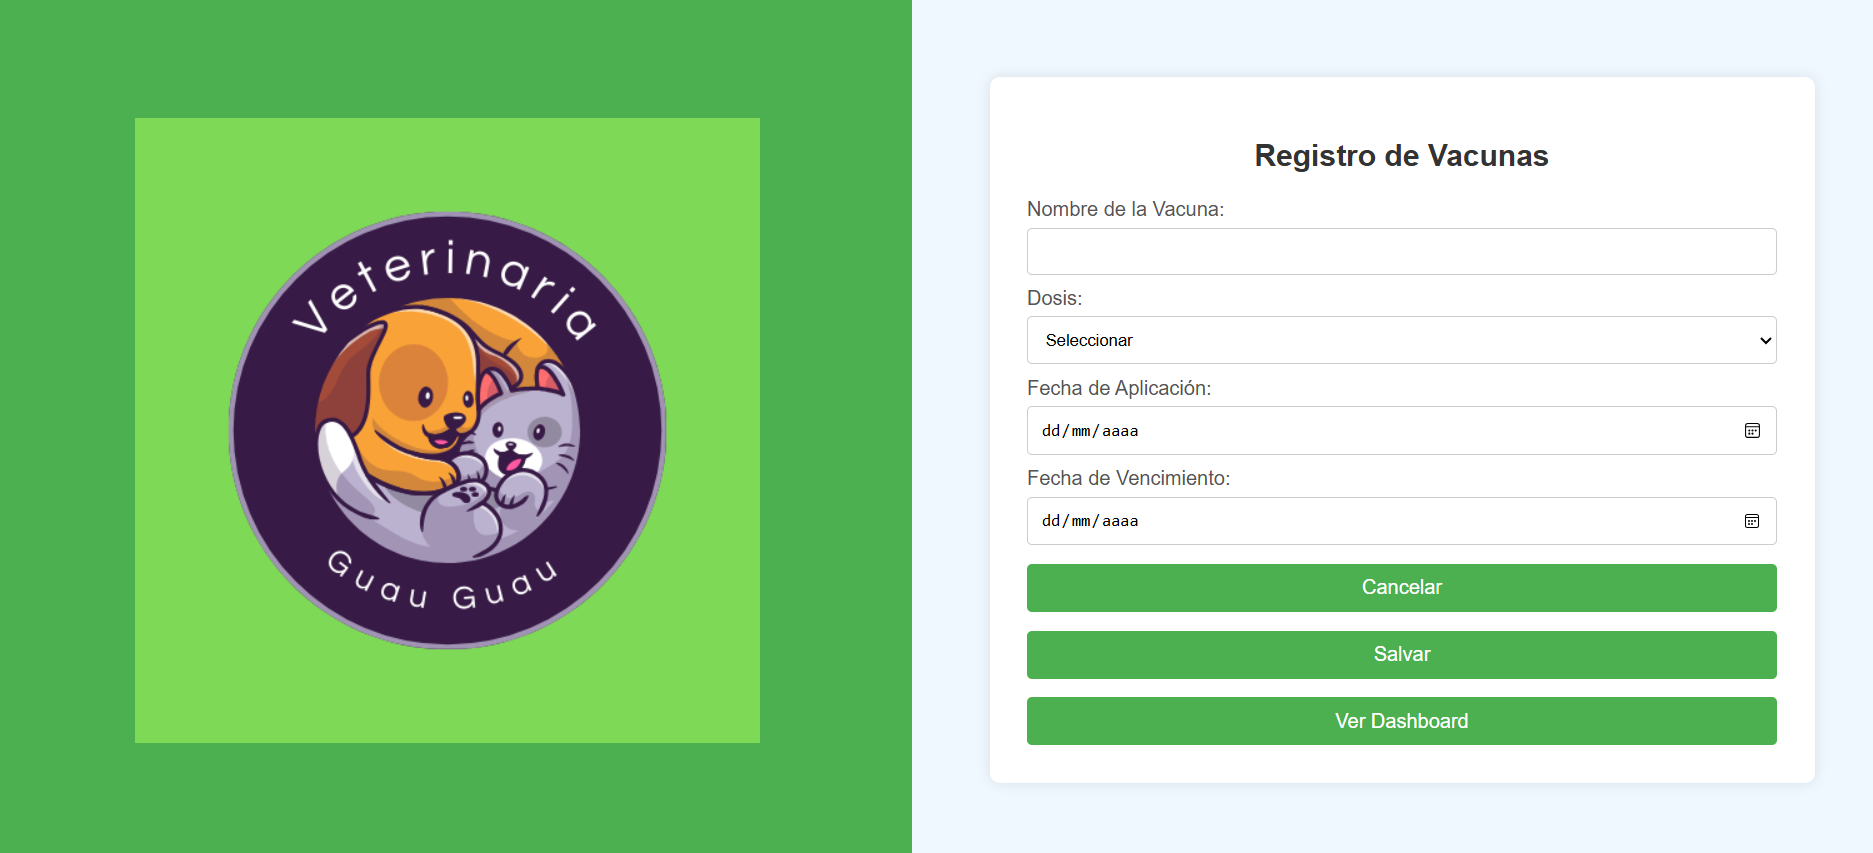 Veterinaria
Guau Guau
Registro de Vacunas
Nombre de la Vacuna:
Dosis:
Seleccionar
Fecha de Aplicación:
dd/mm/aaaa
Fecha de Vencimiento:
dd/mm/aaaa
Cancelar
Salvar
Ver Dashboard